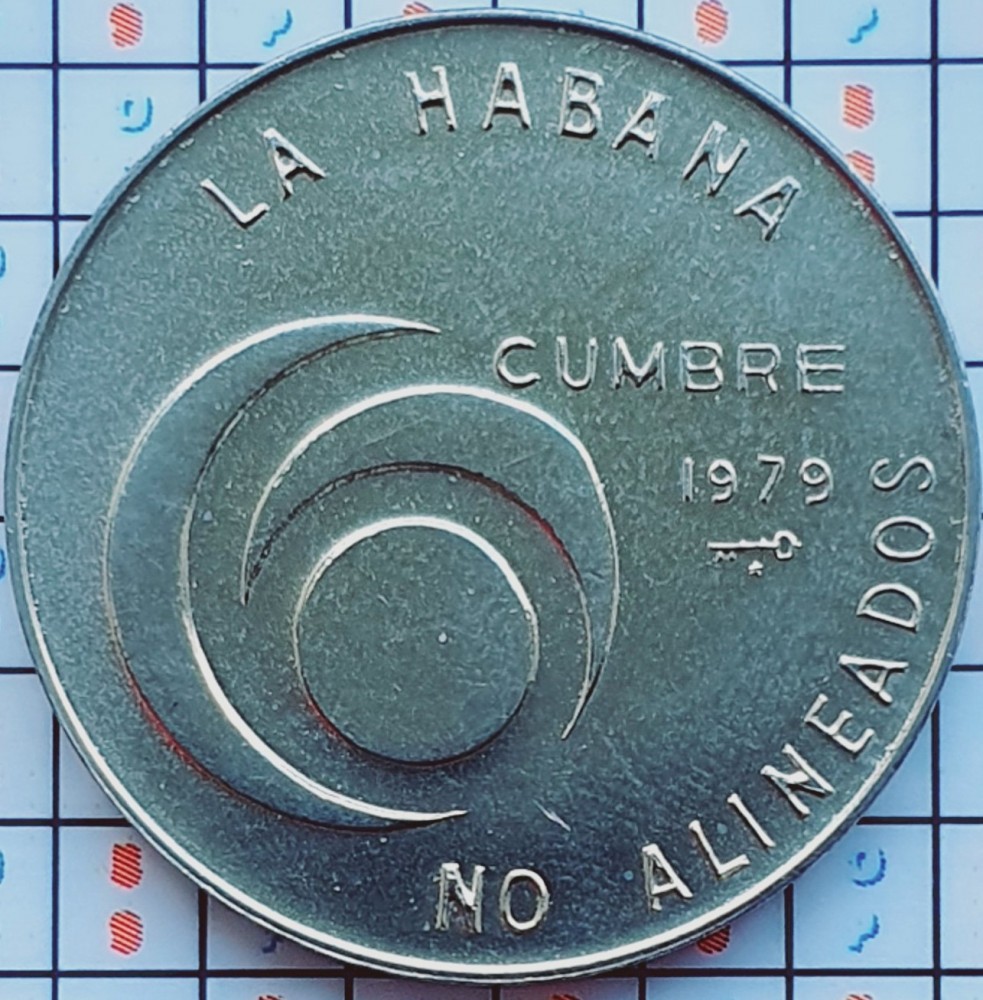 LA HABANA
CUMBRE
1979
NO ALINEADOS